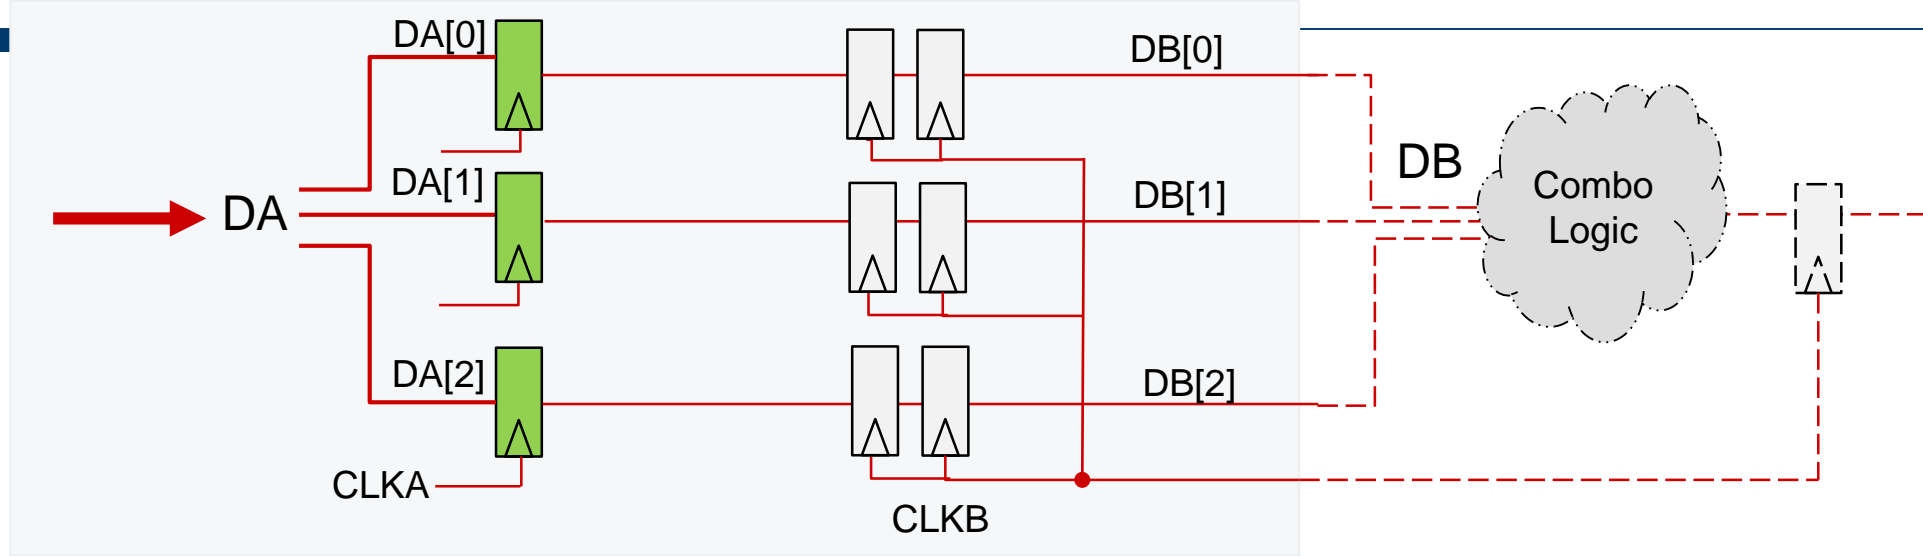 DA[0]
DB[0]
DA[1]
DB[1]
DB
Combo
Logic
DA
DA[2]
DB[2]
CLKA
CLKB